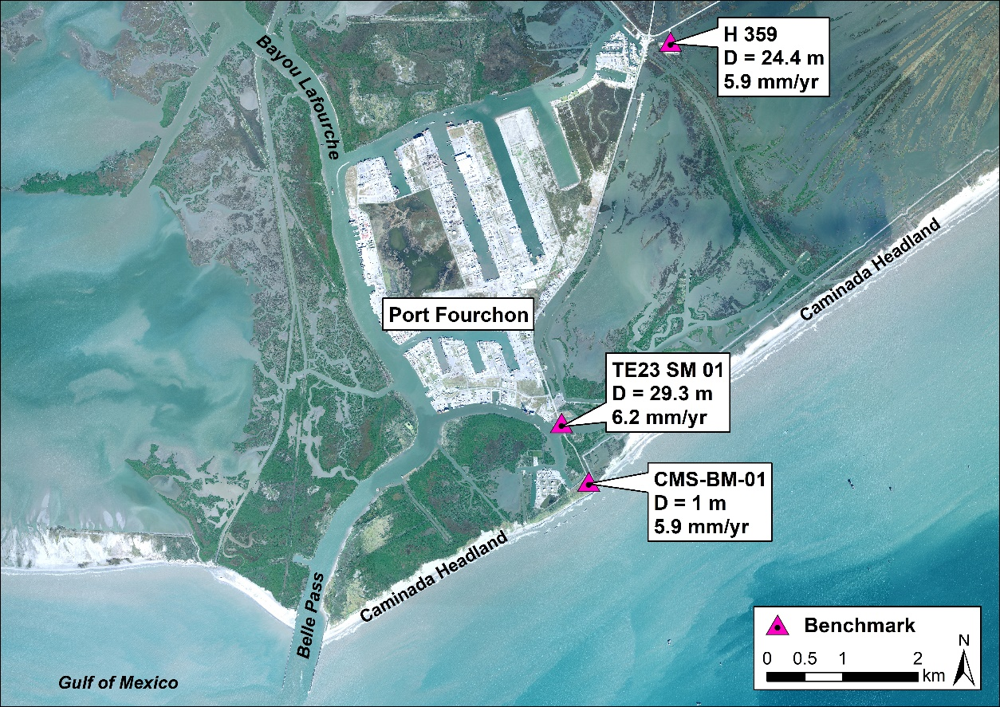 H 359
D = 24.4 m
5.9 mm/yr
Bayou Lafourche
Caminada Headland
Port Fourchon
TE23 SM 01
D = 29.3 m
6.2 mm/yr
CMS-BM-01
D = 1 m
5.9 mm/yr
Caminada Headland
Belle Pass
Gulf of Mexico
Benchmark
N
0 0.5 1 2
km